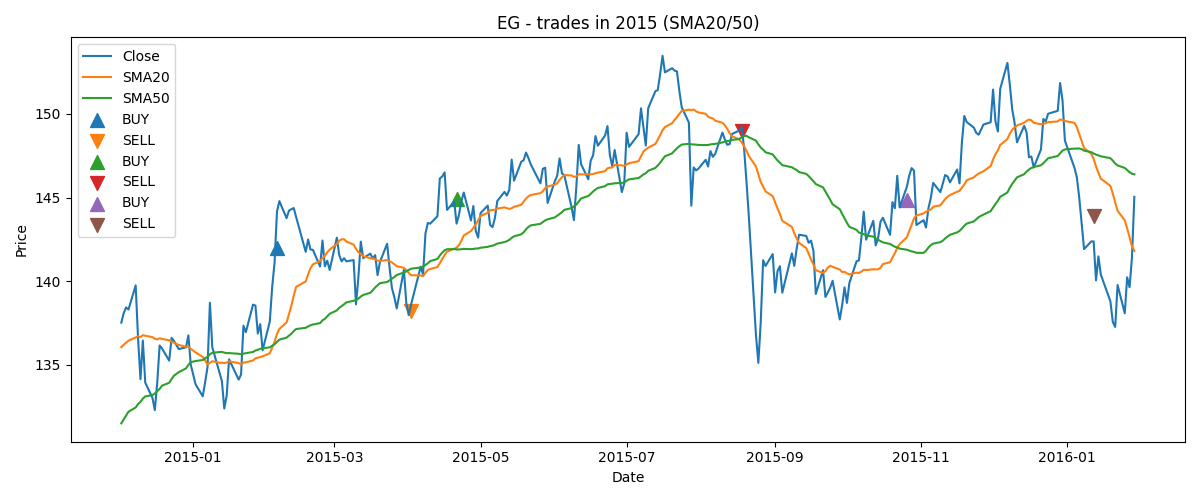 EG - trades in 2015 (SMA20/50)
Close
SMA20
SMA50
BUY
SELL
BUY
SELL
BUY
SELL
Price
150
145
140
135
2015-01
2015-03
2015-05
2015-07
2015-09
2015-11
2016-01
Date